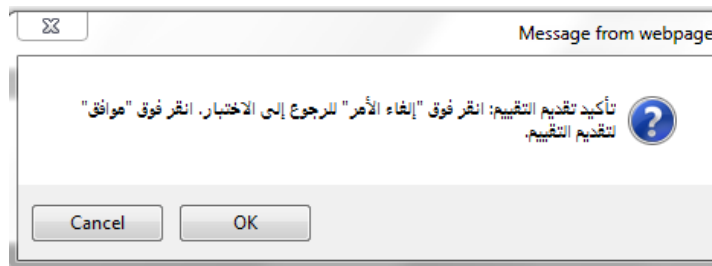 Message from webpage
تأكيد تقديم التقييم: انقر فوق "إلغاء الأمر" للرجوع إلى الاختبار. انقر فوق "موافق"
لتقديم التقييم.
Cancel
OK